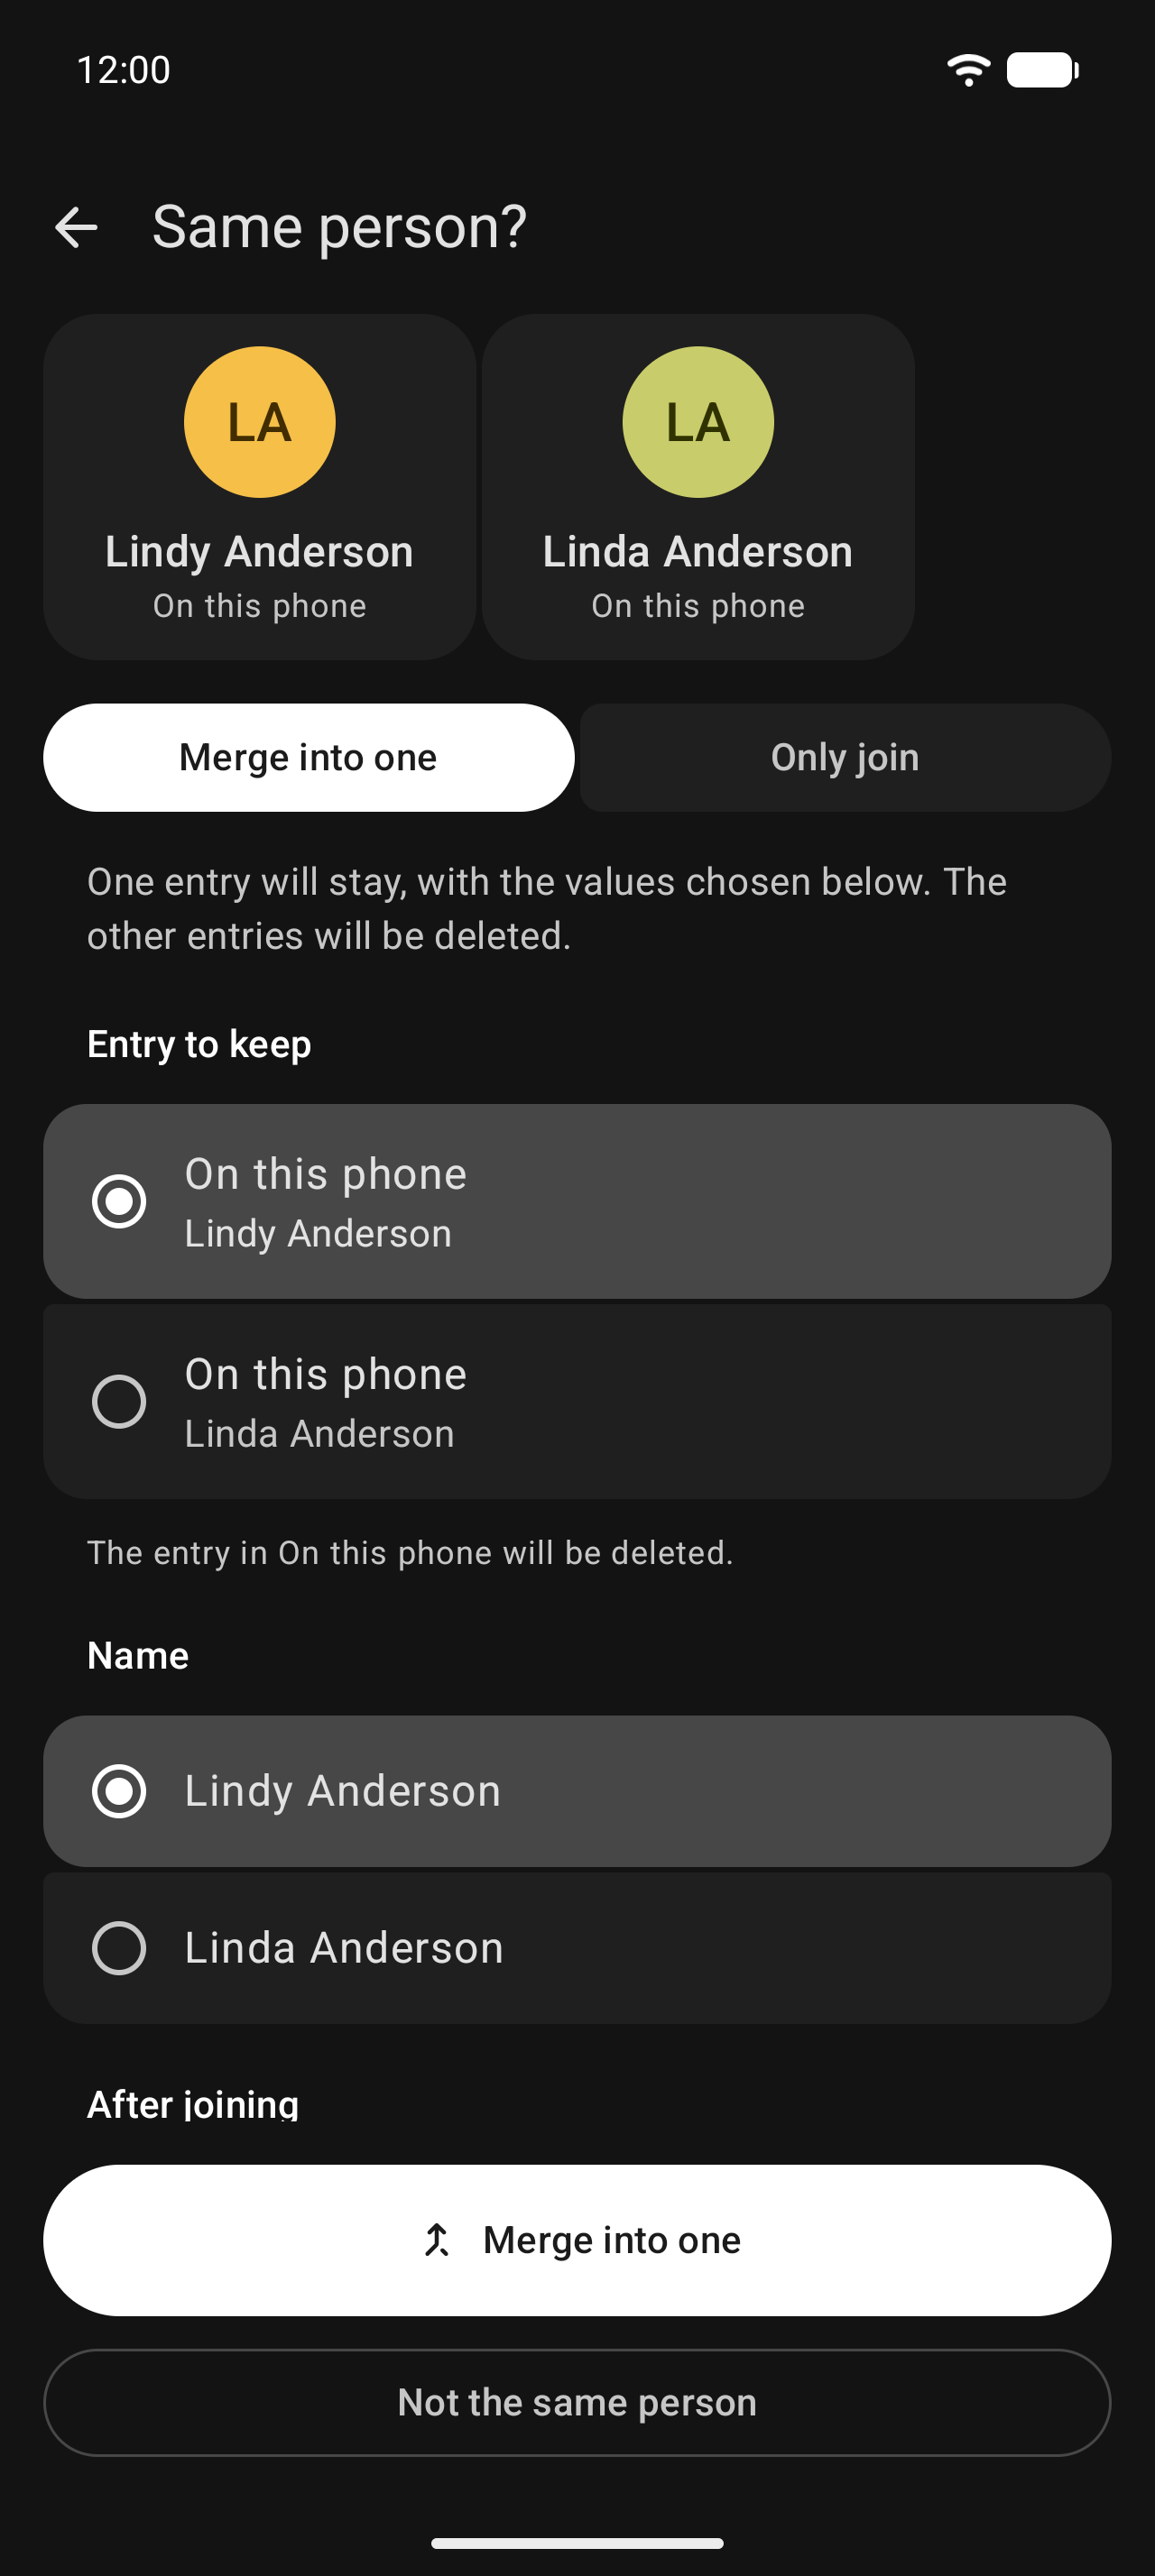 12:00
Same person?
LA
LA
Lindy Anderson
Linda Anderson
On this phone
On this phone
Merge into one
Only join
One entry will stay, with the values chosen below. The
other entries will be deleted.
Entry to keep
On this phone
Lindy Anderson
On this phone
Linda Anderson
The entry in On this phone will be deleted.
Name
Lindy Anderson
Linda Anderson
After joining
Merge into one
Not the same person